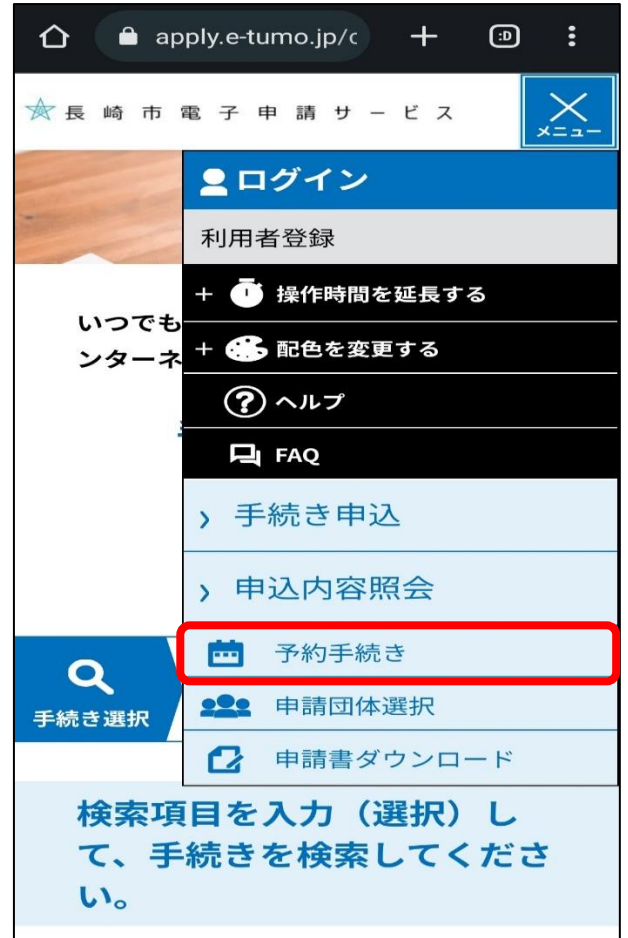 apply.e-tumo.jp/c
:D
長崎市電子申請サービス
メニュー
ログイン
利用者登録
+ 操作時間を延長する
いつでも
+ 配色を変更する
ンターネ
? ヘルプ
FAQ
› 手続き申込
› 申込内容照会
予約手続き
手続き選択
申請団体選択
申請書ダウンロード
検索項目を入力（選択）し
て、手続きを検索してくださ
い。